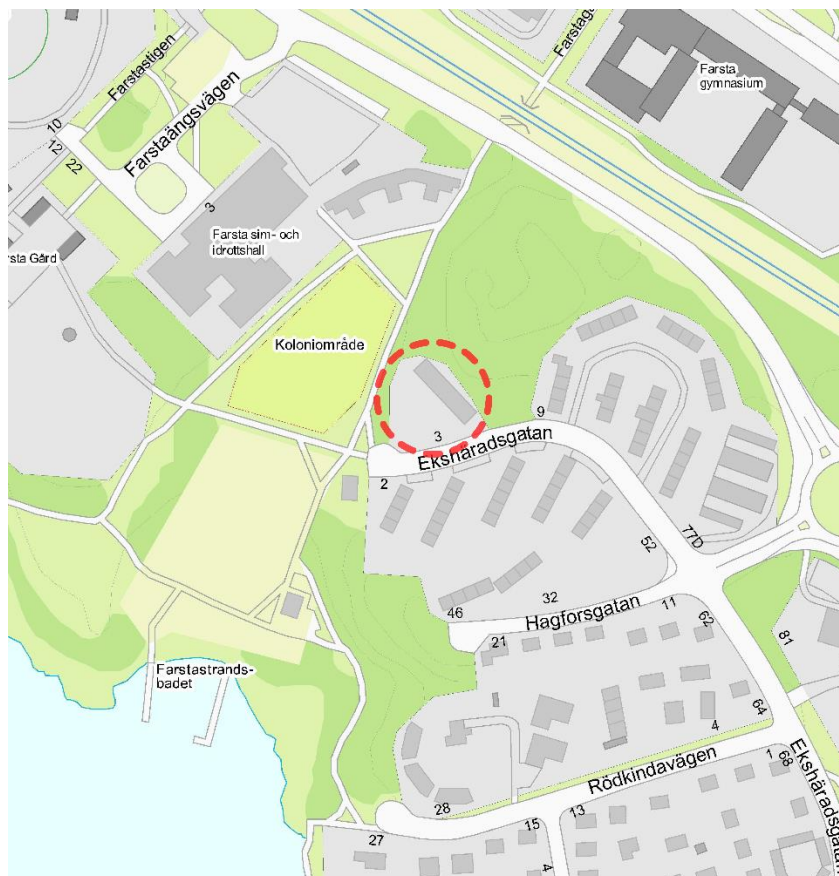 Farstastigen
Farstaängsvägen
10
12
22
3
Farsta sim- och
idrottshall
Farsta
gymnasium
rsta Gård
Koloniområde
3
9
Ekshäradsgatan
2
52
77D
46
32
11
62
Hagforsgatan
21
81
Farstastrands-
badet
64
4
Rödkindavägen
1
68
Ekshäradsgatan
28
27
15
13
4